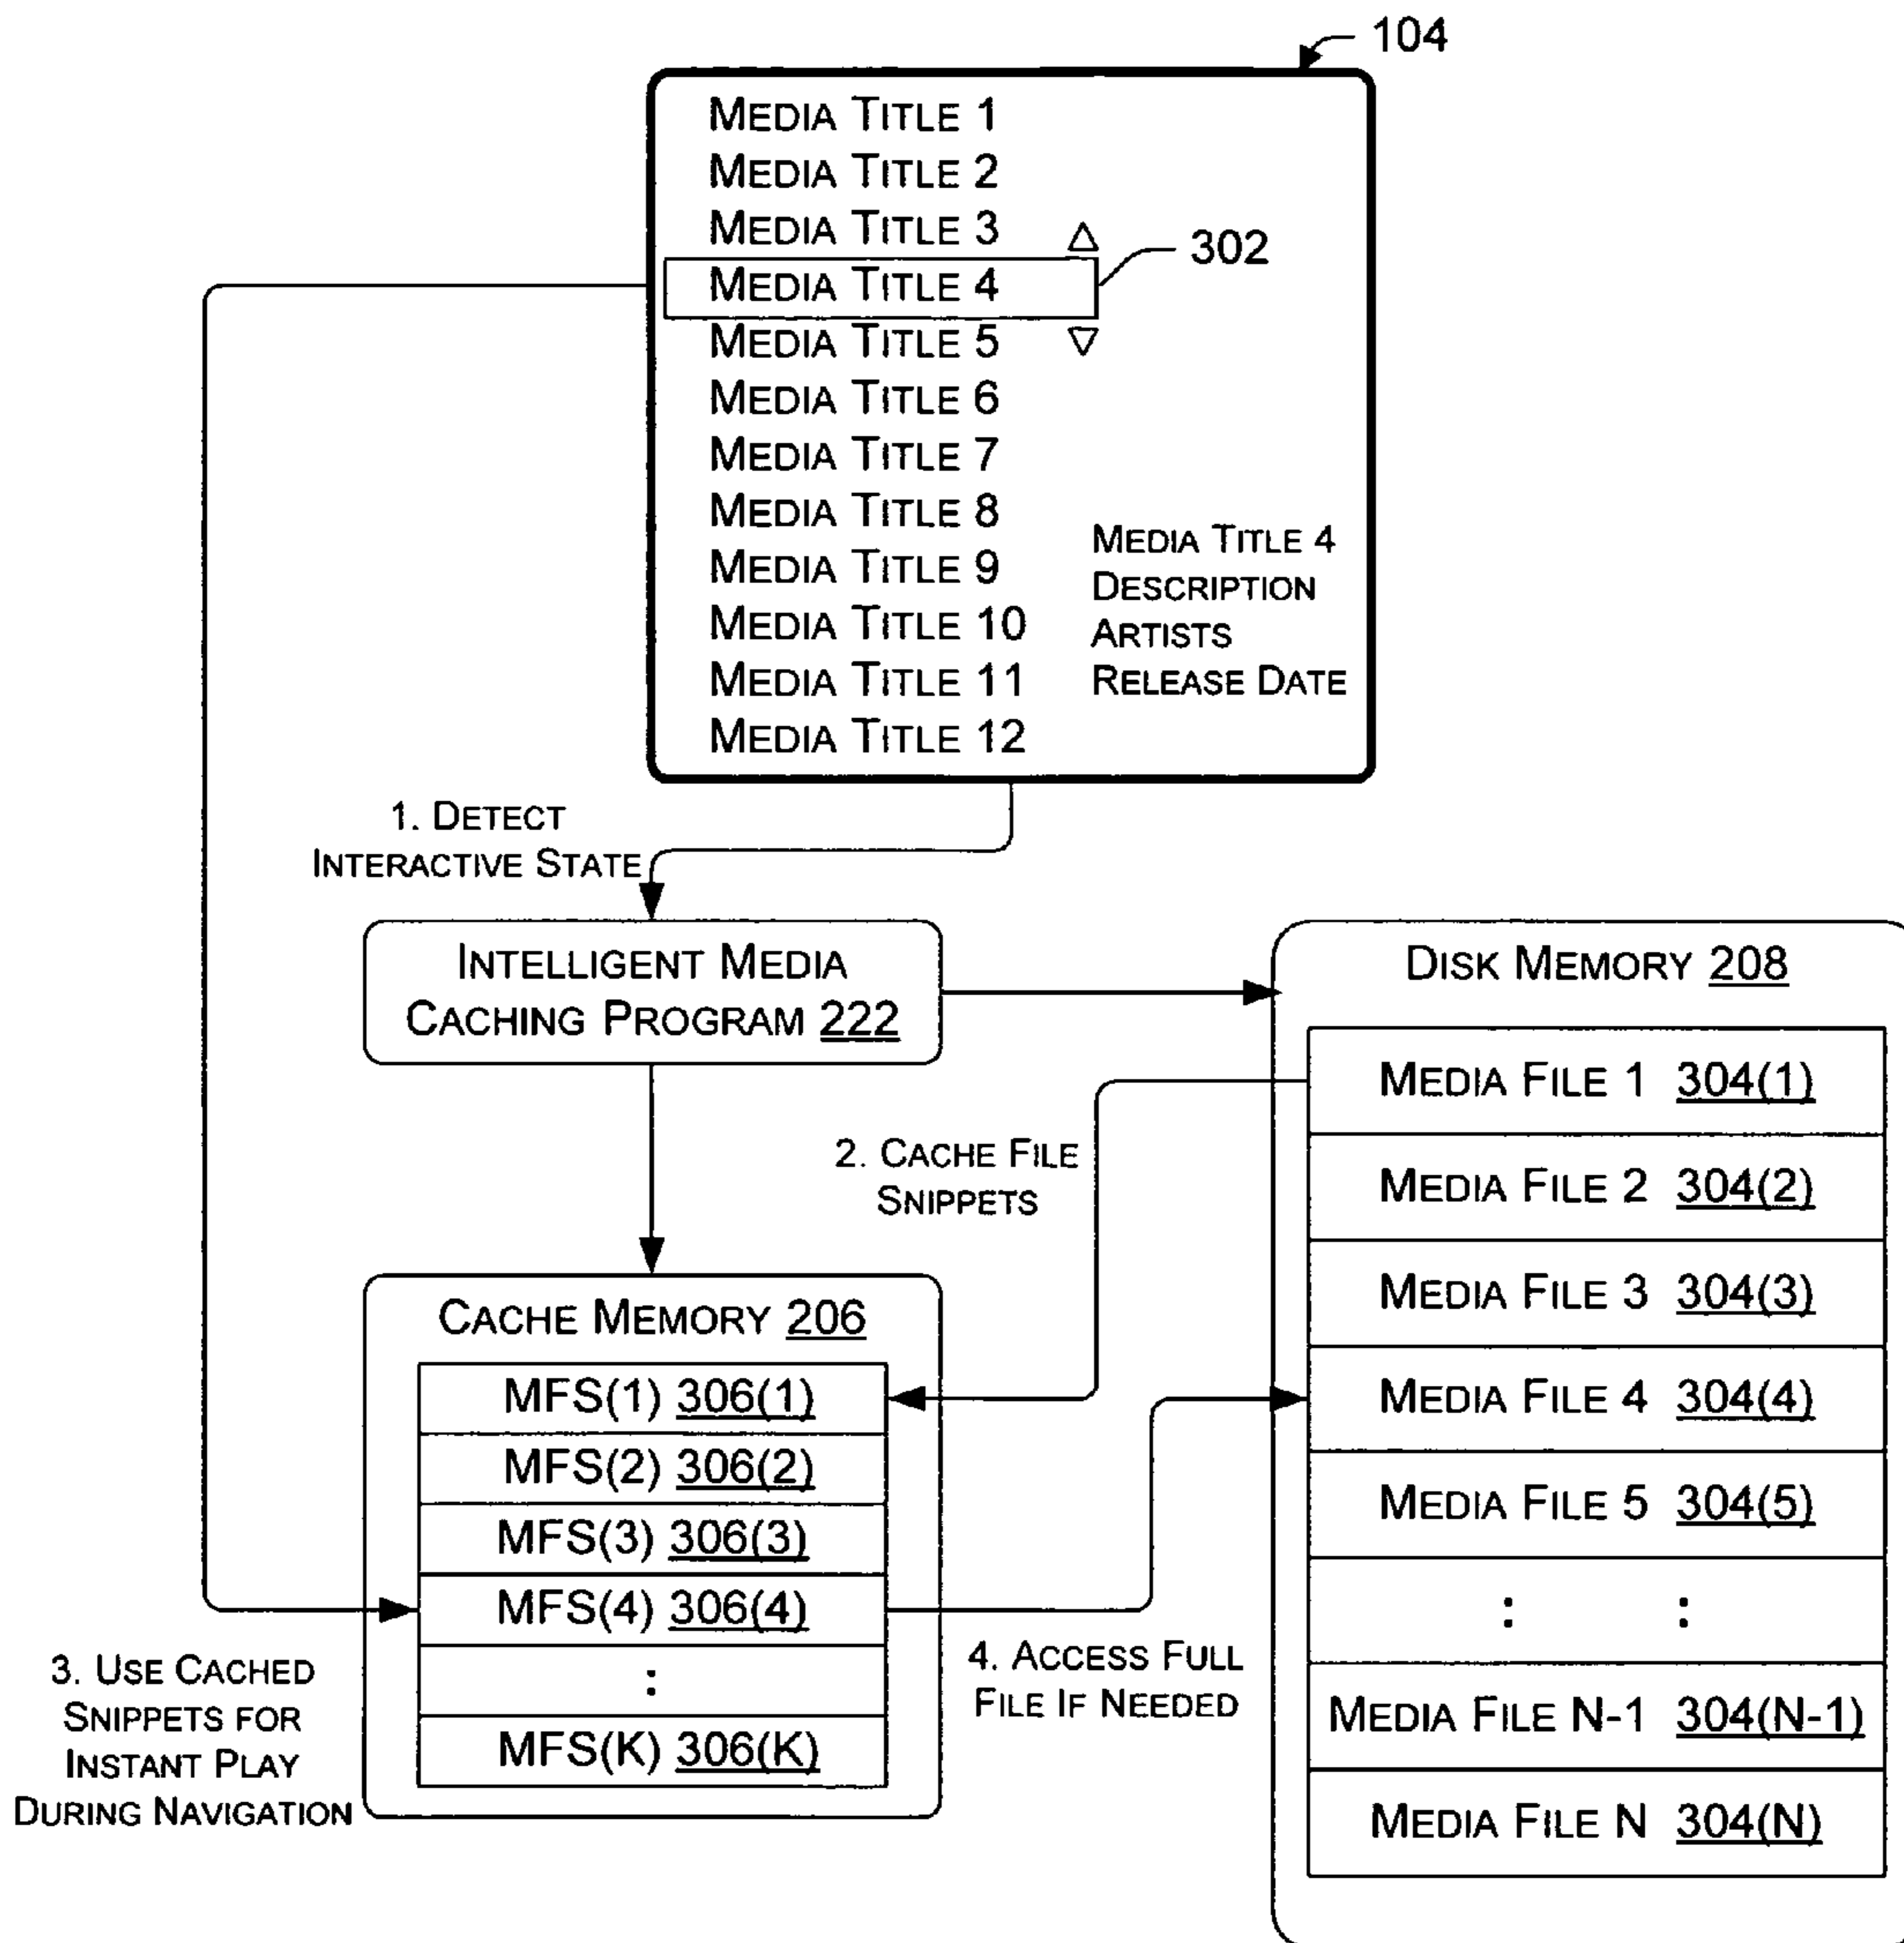 104
MEDIA TITLE 1
MEDIA TITLE 2
MEDIA TITLE 3
302
MEDIA TITLE 4
MEDIA TITLE 5
MEDIA TITLE 6
MEDIA TITLE 7
MEDIA TITLE 8
MEDIA TITLE 9
MEDIA TITLE 10
MEDIA TITLE 11
MEDIA TITLE 12
MEDIA TITLE 4
DESCRIPTION
ARTISTS
RELEASE DATE
1. DETECT
INTERACTIVE STATE
INTELLIGENT MEDIA
CACHING PROGRAM 222
DISK MEMORY 208
MEDIA FILE 1 304(1)
MEDIA FILE 2 304(2)
MEDIA FILE 3 304(3)
MEDIA FILE 4 304(4)
MEDIA FILE 5 304(5)
: :
MEDIA FILE N-1 304(N-1)
MEDIA FILE N 304(N)
2. CACHE FILE
SNIPPETS
CACHE MEMORY 206
MFS(1) 306(1)
MFS(2) 306(2)
MFS(3) 306(3)
MFS(4) 306(4)
:
MFS(K) 306(K)
3. USE CACHED
SNIPPETS FOR
INSTANT PLAY
DURING NAVIGATION
4. ACCESS FULL
FILE IF NEEDED